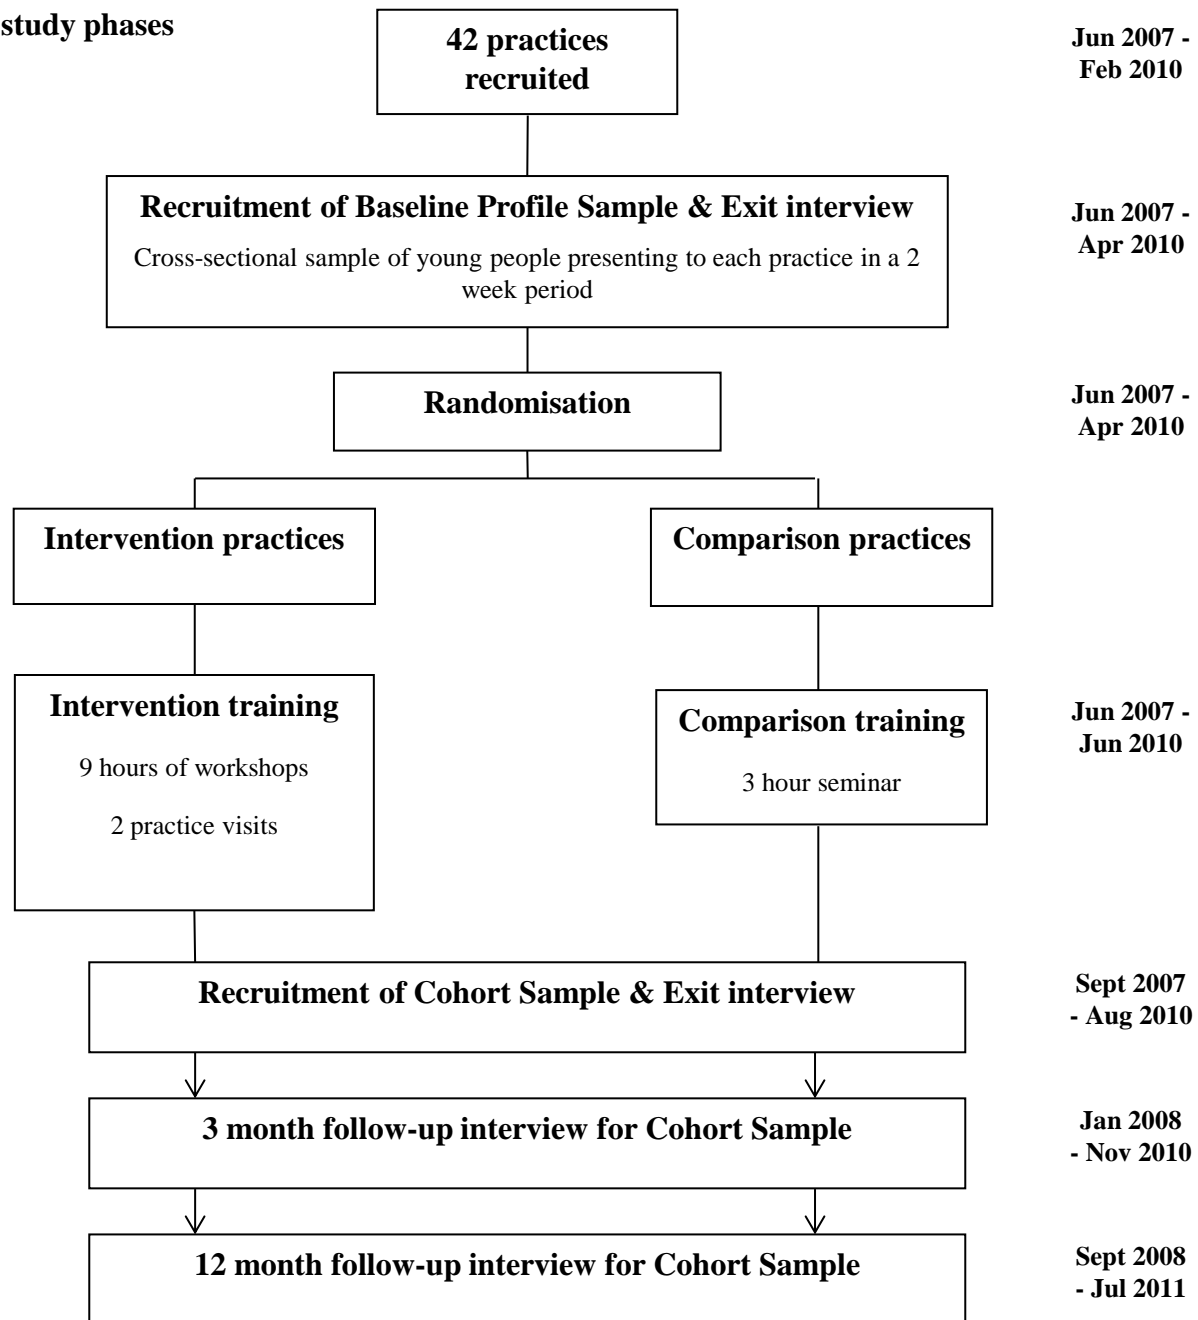 study phases
42 practices
recruited
Jun 2007 -
Feb 2010
Recruitment of Baseline Profile Sample & Exit interview
Cross-sectional sample of young people presenting to each practice in a 2
week period
Jun 2007 -
Apr 2010
Randomisation
Jun 2007 -
Apr 2010
Intervention practices
Comparison practices
Intervention training
9 hours of workshops
2 practice visits
Comparison training
3 hour seminar
Jun 2007 -
Jun 2010
Recruitment of Cohort Sample & Exit interview
Sept 2007
- Aug 2010
3 month follow-up interview for Cohort Sample
Jan 2008
- Nov 2010
12 month follow-up interview for Cohort Sample
Sept 2008
- Jul 2011